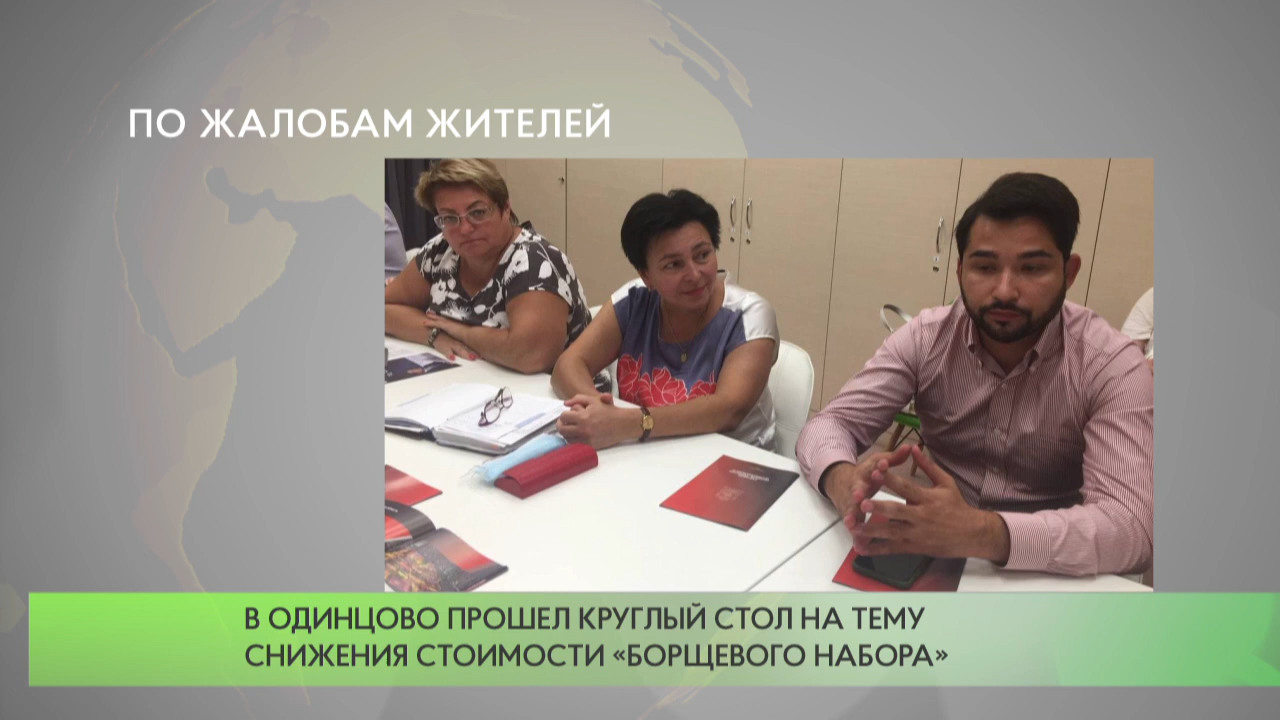 ПО ЖАЛОБАМ ЖИТЕЛЕЙ
В ОДИНЦОВО ПРОШЕЛ КРУГЛЫЙ СТОЛ НА ТЕМУ
СНИЖЕНИЯ СТОИМОСТИ «БОРЩЕВОГО НАБОРА»